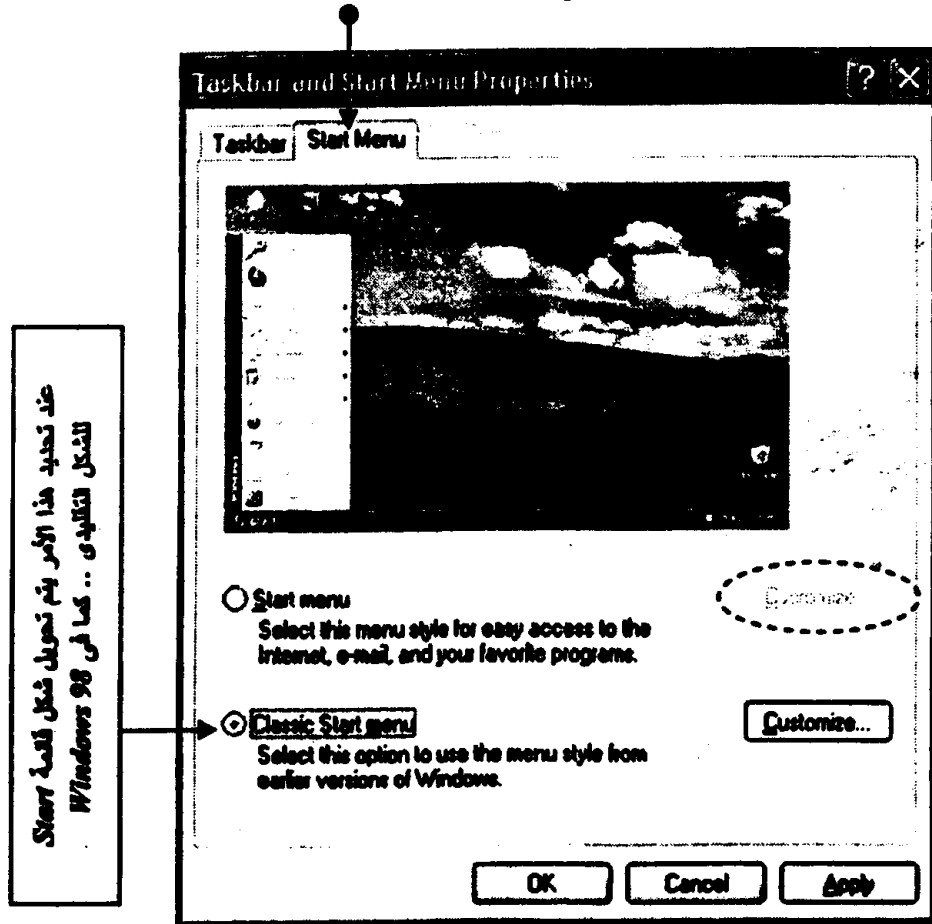 Taskbar and Start Menu Properties
Taskbar
Start Menu
Start menu
Customize
Select this menu style for easy access to the
Internet, e-mail, and your favorite programs.
Classic Start menu
Customize...
Select this option to use the menu style from
earlier versions of Windows.
OK
Cancel
Apply
عند تحديد هذا الأمر يتم تحويل شكل قائمة Start
للشكل التقليدى .. كما فى Windows 98